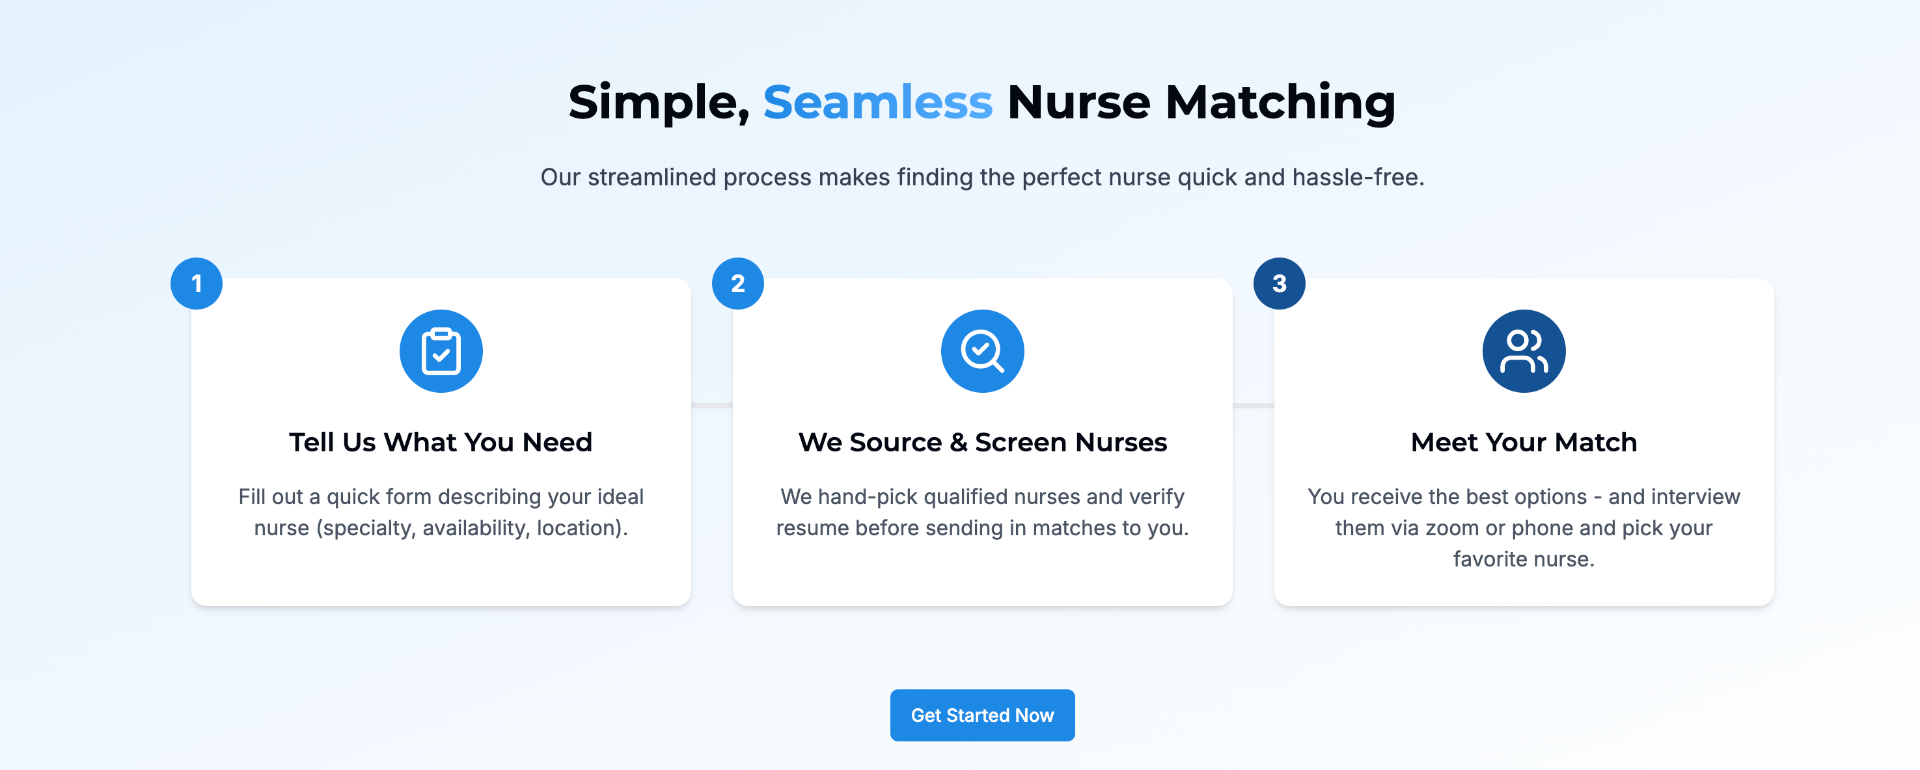 Simple, Seamless Nurse Matching
Our streamlined process makes finding the perfect nurse quick and hassle-free.
1
Tell Us What You Need
Fill out a quick form describing your ideal
nurse (specialty, availability, location).
2
We Source & Screen Nurses
We hand-pick qualified nurses and verify
resume before sending in matches to you.
3
Meet Your Match
You receive the best options - and interview
them via zoom or phone and pick your
favorite nurse.
Get Started Now